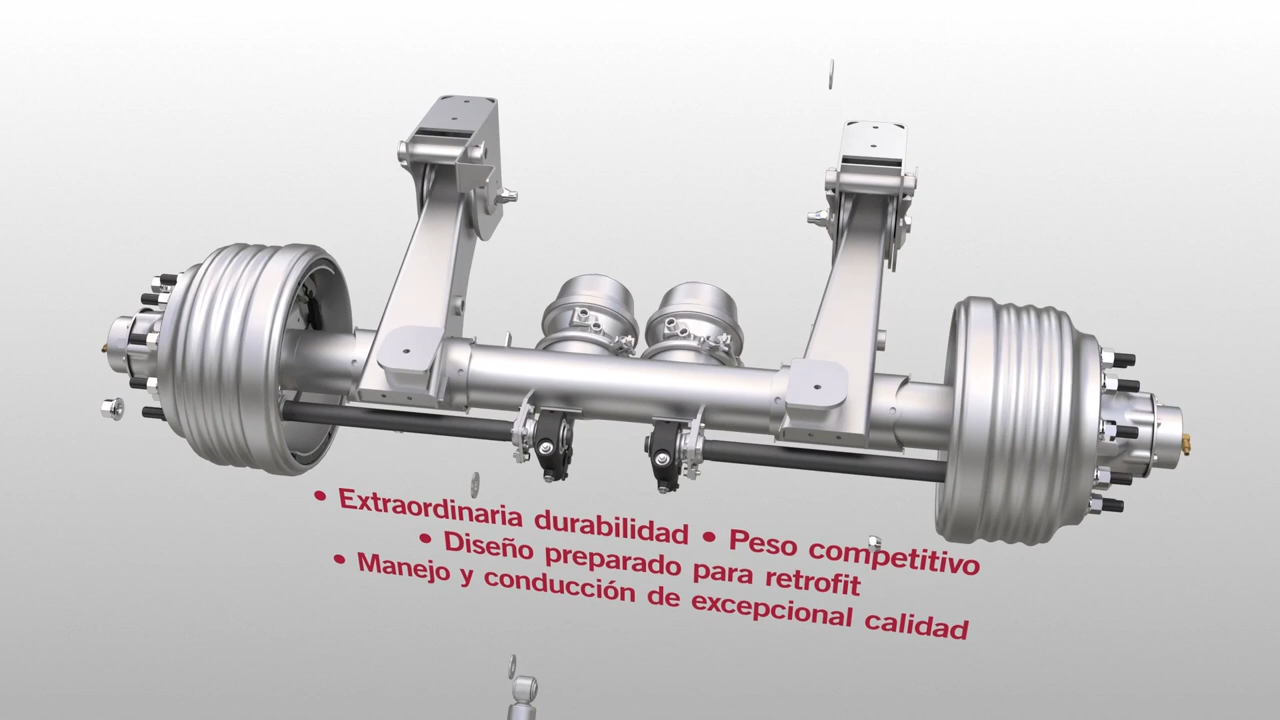 • Extraordinaria durabilidad • Peso competitivo
• Diseño preparado para retrofit
• Manejo y conducción de excepcional calidad